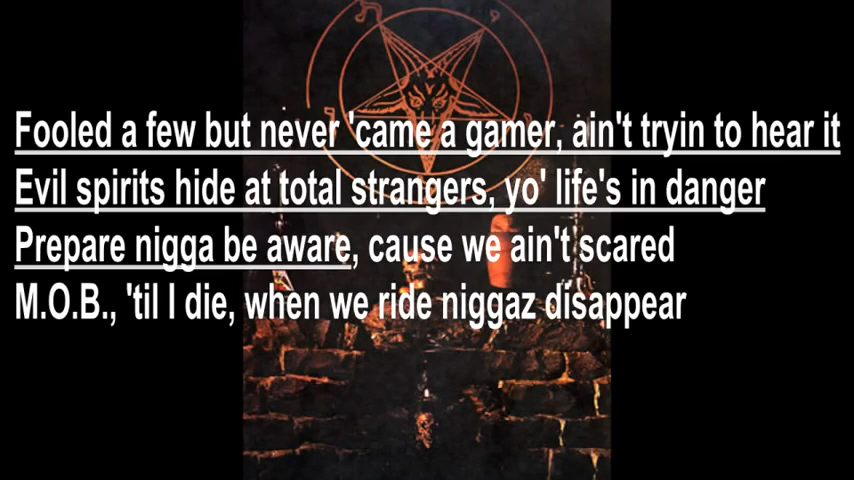 Fooled a few but never 'came a gamer, ain't tryin to hear it
Evil spirits hide at total strangers, yo' life's in danger
Prepare nigga be aware, cause we ain't scared
M.O.B., 'til I die, when we ride niggaz disappear